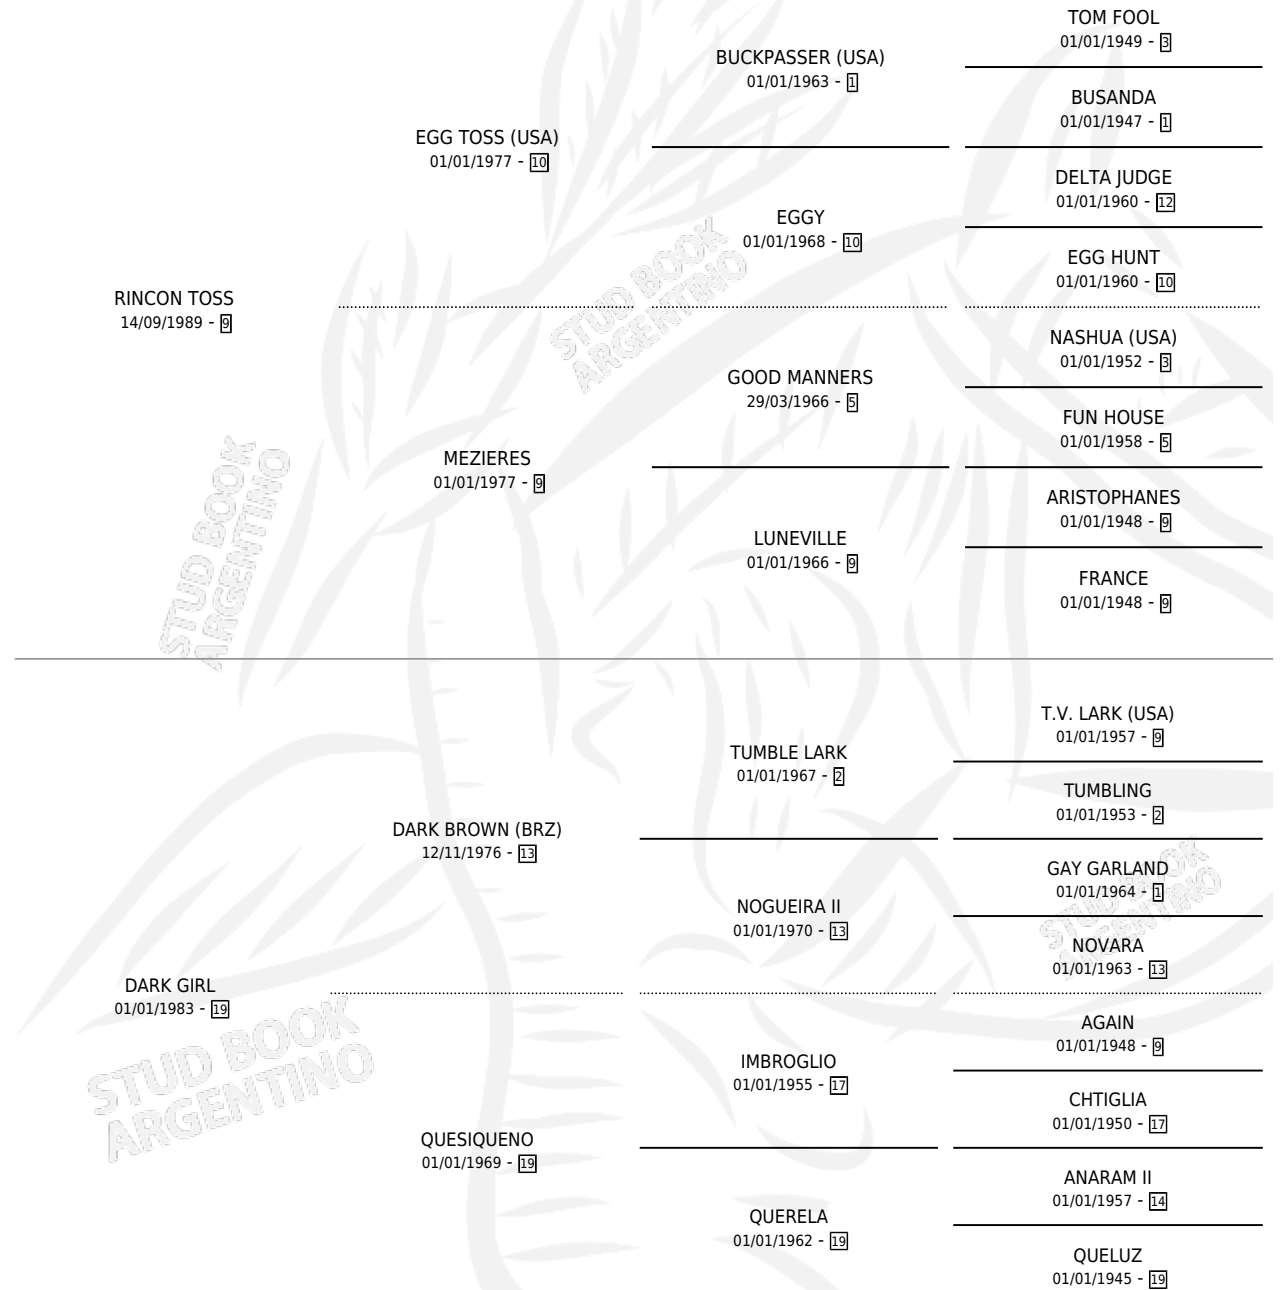 TOM FOOL
01/01/1949 - 3
BUCKPASSER (USA)
01/01/1963 - 1
BUSANDA
01/01/1947 - 1
EGG TOSS (USA)
01/01/1977 - 10
DELTA JUDGE
01/01/1960 - 12
EGGY
01/01/1968 - 10
EGG HUNT
01/01/1960 - 10
RINCON TOSS
14/09/1989 - 9
NASHUA (USA)
01/01/1952 - 3
GOOD MANNERS
29/03/1966 - 5
FUN HOUSE
01/01/1958 - 5
MEZIERES
01/01/1977 - 9
ARISTOPHANES
01/01/1948 - 9
LUNEVILLE
01/01/1966 - 9
FRANCE
01/01/1948 - 9
STUD BOOK
ARGENTINO
STUD BOOK
ARGENTINO
T.V. LARK (USA)
01/01/1957 - 9
TUMBLE LARK
01/01/1967 - 2
TUMBLING
01/01/1953 - 2
DARK BROWN (BRZ)
12/11/1976 - 13
GAY GARLAND
01/01/1964 - 1
NOGUEIRA II
01/01/1970 - 13
NOVARA
01/01/1963 - 13
DARK GIRL
01/01/1983 - 19
AGAIN
01/01/1948 - 9
IMBROGLIO
01/01/1955 - 17
CHTIGLIA
01/01/1950 - 17
QUESIQUENO
01/01/1969 - 19
ANARAM II
01/01/1957 - 14
QUERELA
01/01/1962 - 19
QUELUZ
01/01/1945 - 19
STUD BOOK
ARGENTINO
STUD BOOK
ARGENTINO